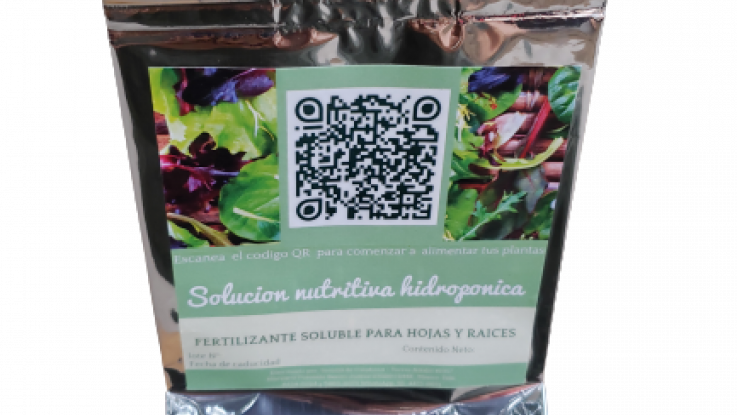 Escanea el codigo QR para comenzar a alimentar tus plantas
Solucion nutritiva hidroponica
FERTILIZANTE SOLUBLE PARA HOJAS Y RAICES
Contenido Neto
Fecha de caducidad